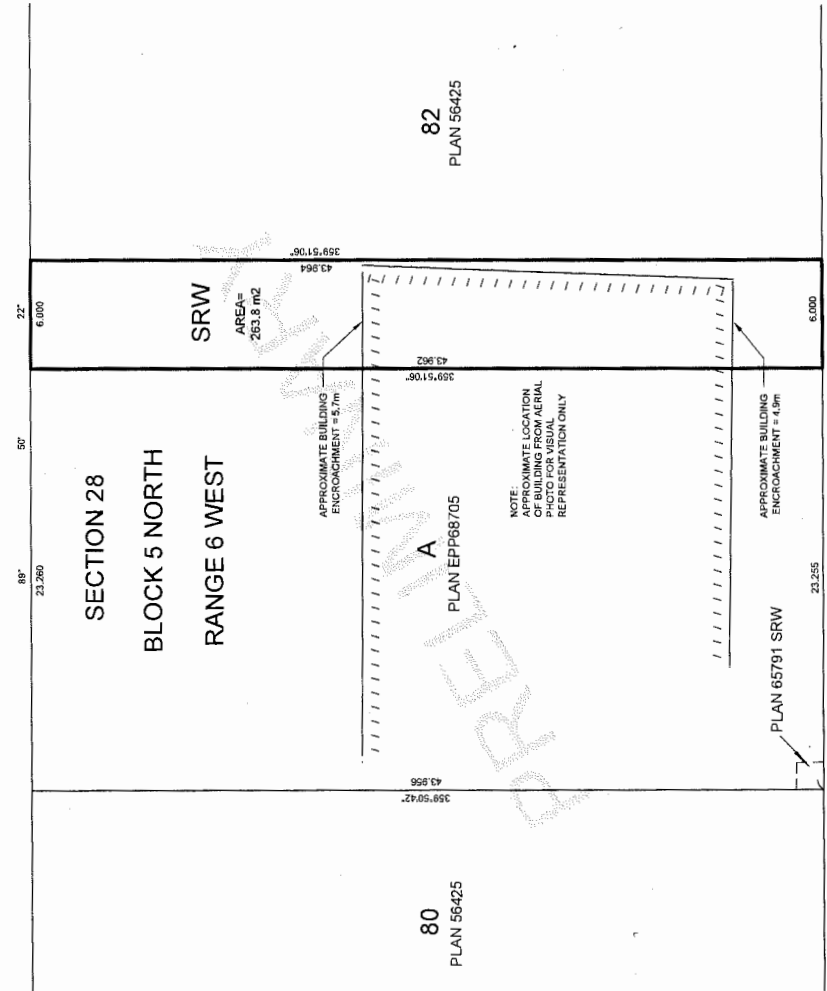 82
PLAN 56425
359°51'06"
43.964
22"
6.000
SRW
AREA=
263.8 m2
43.962
359°51'06"
6.000
APPROXIMATE BUILDING
ENCROACHMENT = 5.7m
APPROXIMATE BUILDING
ENCROACHMENT = 4.9m
50'
SECTION 28
BLOCK 5 NORTH
RANGE 6 WEST
NOTE:
APPROXIMATE LOCATION
OF BUILDING FROM AERIAL
PHOTO FOR VISUAL
REPRESENTATION ONLY
A
PLAN EPP68705
89°
23.260
23.255
PLAN 65791 SRW
43.956
359°50'42"
80
PLAN 56425
PRELIMINARY